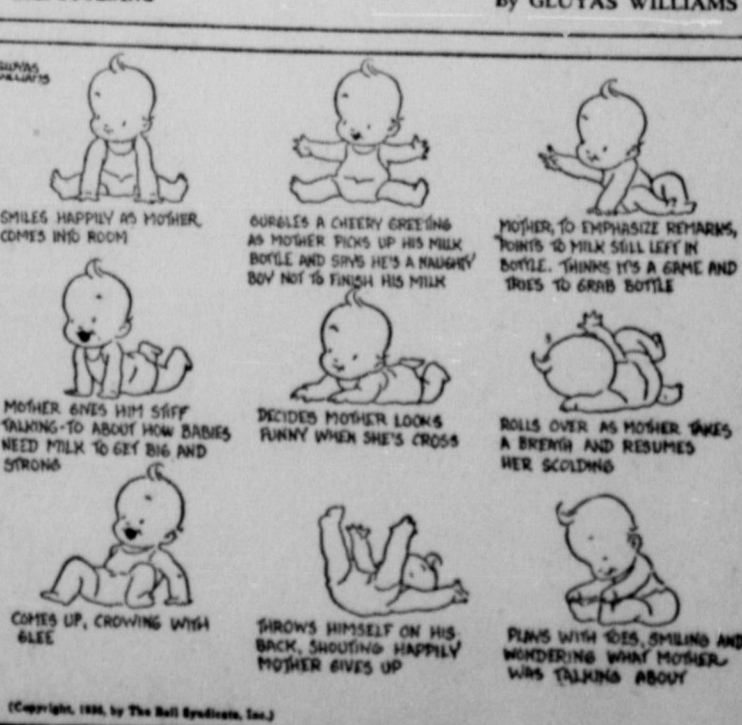 By GLUYAS WILLIAMS
GLUYAS
WILLIAMS
SMILES HAPPILY AS MOTHER
COMES INTO ROOM
GURGLES A CHEERY GREETING
AS MOTHER PICKS UP HIS MILK
BOTTLE AND SAYS HE'S A NAUGHTY
BOY NOT TO FINISH HIS MILK
MOTHER, TO EMPHASIZE REMARKS,
POINTS TO MILK STILL LEFT IN
BOTTLE. THINKS IT'S A GAME AND
TRIES TO GRAB BOTTLE
MOTHER GIVES HIM STIFF
TALKING-TO ABOUT HOW BABIES
NEED MILK TO GET BIG AND
STRONG
DECIDES MOTHER LOOKS
FUNNY WHEN SHE'S CROSS
ROLLS OVER AS MOTHER TAKES
A BREATH AND RESUMES
HER SCOLDING
COMES UP, CROWING WITH
GLEE
THROWS HIMSELF ON HIS
BACK, SHOUTING HAPPILY
MOTHER GIVES UP
PLAYS WITH TOES, SMILING AND
WONDERING WHAT MOTHER
WAS TALKING ABOUT
(Copyright, by The Bell Syndicate, Inc.)